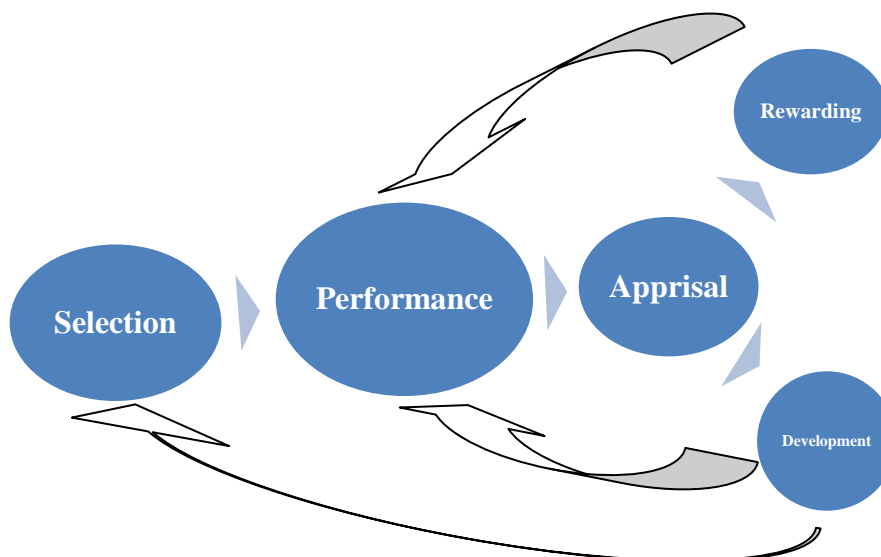 Selection
Performance
Apprisal
Rewarding
Development